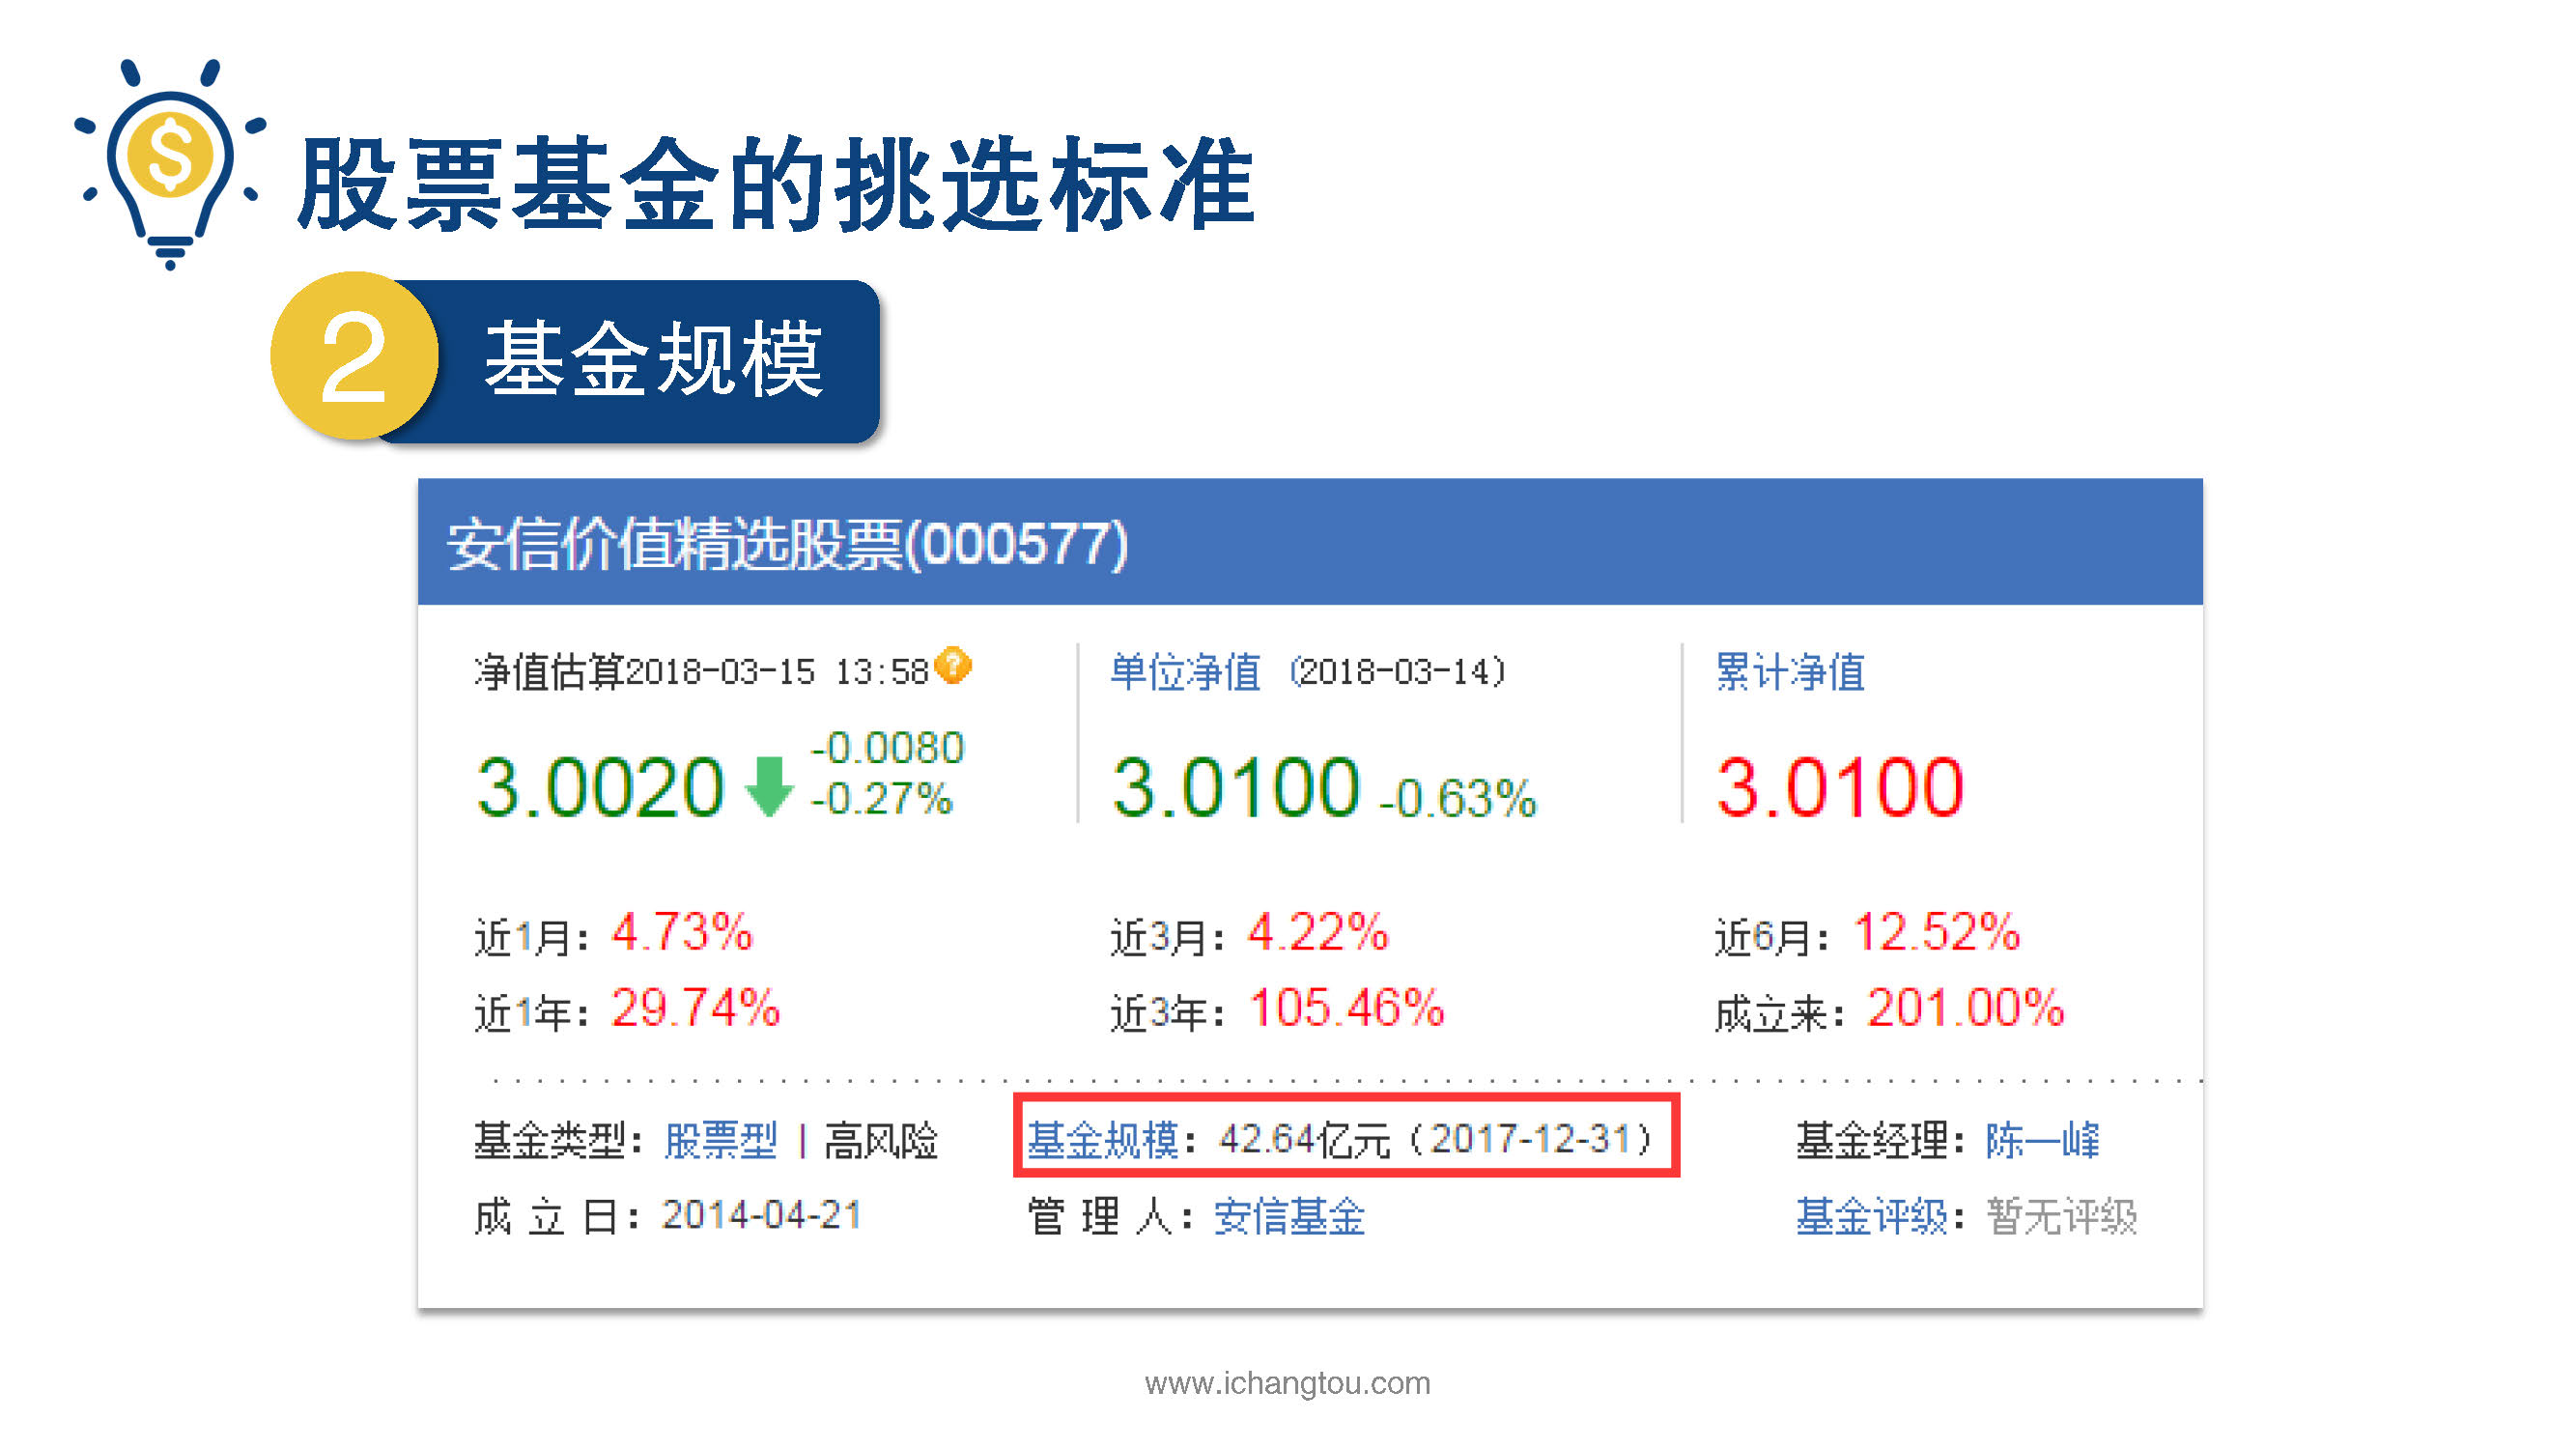 股票基金的挑选标准
2 基金规模
安信价值精选股票(000577)
净值估算2018-03-15 13:58 单位净值 (2018-03-14) 累计净值
3.0020 -0.0080 -0.27% 3.0100 -0.63% 3.0100
近1月：4.73% 近3月：4.22% 近6月：12.52%
近1年：29.74% 近3年：105.46% 成立来：201.00%
基金类型：股票型 | 高风险 基金规模：42.64亿元（2017-12-31） 基金经理：陈一峰
成 立 日：2014-04-21 管 理 人：安信基金 基金评级：暂无评级
www.ichangtou.com